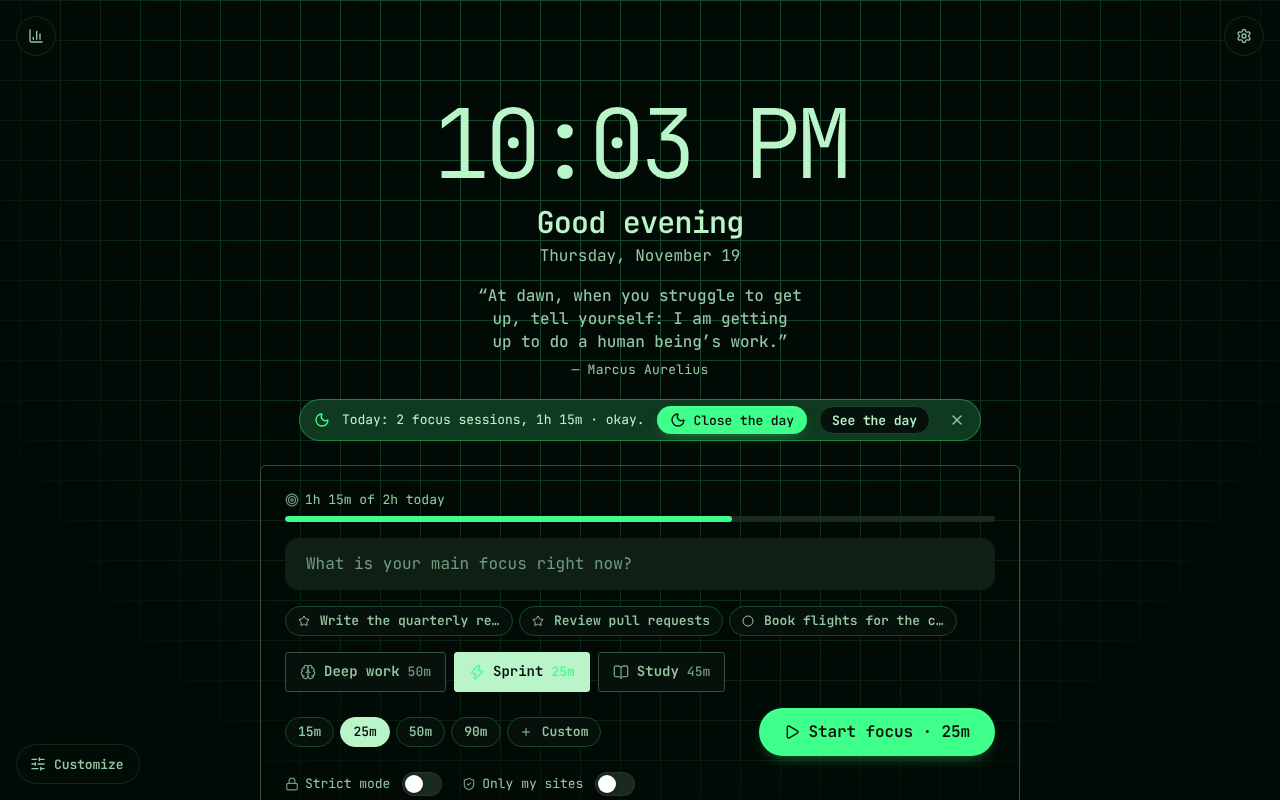 10:03 PM
Good evening
Thursday, November 19
“At dawn, when you struggle to get
up, tell yourself: I am getting
up to do a human being’s work.”
— Marcus Aurelius
Today: 2 focus sessions, 1h 15m · okay.
Close the day
See the day
1h 15m of 2h today
What is your main focus right now?
Write the quarterly re…
Review pull requests
Book flights for the c…
Deep work 50m
Sprint 25m
Study 45m
15m
25m
50m
90m
Custom
Start focus · 25m
Customize
Strict mode
Only my sites